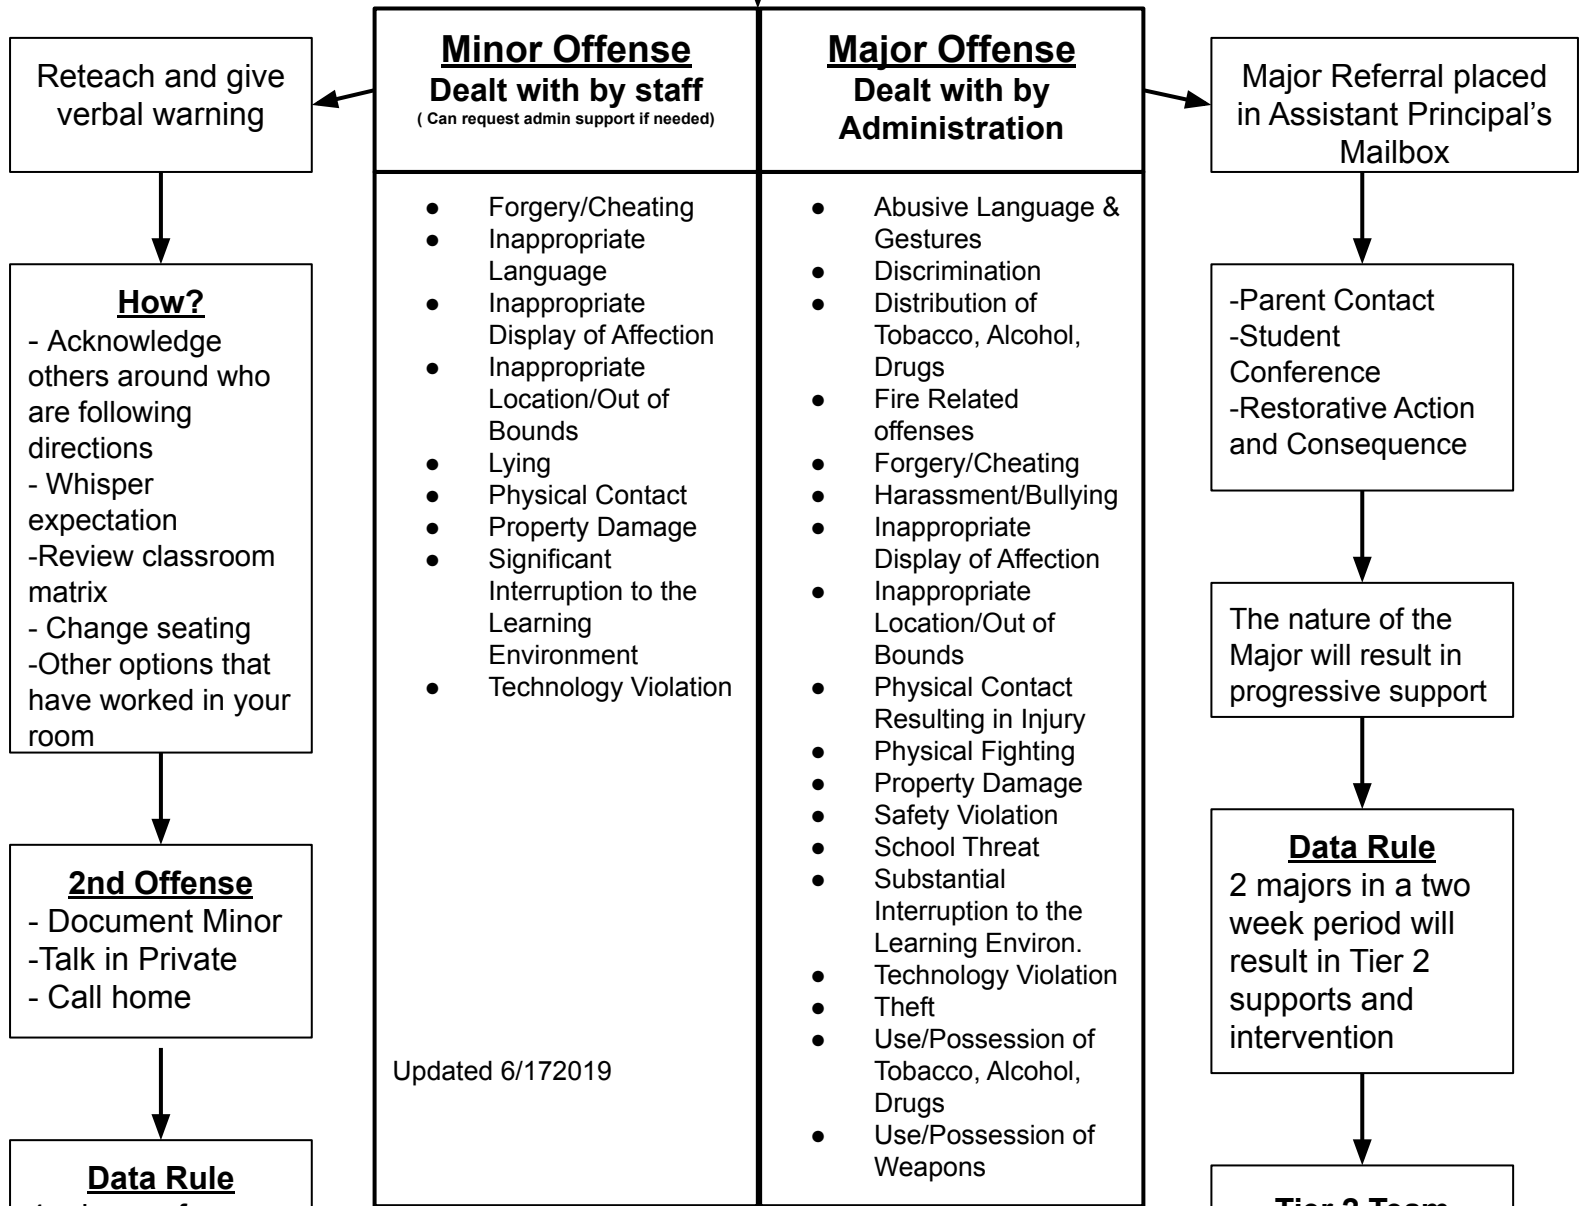 Reteach and give
verbal warning
How?
- Acknowledge
others around who
are following
directions
- Whisper
expectation
-Review classroom
matrix
- Change seating
-Other options that
have worked in your
room
2nd Offense
- Document Minor
-Talk in Private
- Call home
Data Rule
Minor Offense
Dealt with by staff
( Can request admin support if needed)
● Forgery/Cheating
● Inappropriate
Language
● Inappropriate
Display of Affection
● Inappropriate
Location/Out of
Bounds
● Lying
● Physical Contact
● Property Damage
● Significant
Interruption to the
Learning
Environment
● Technology Violation
Updated 6/172019
Major Offense
Dealt with by
Administration
● Abusive Language &
Gestures
● Discrimination
● Distribution of
Tobacco, Alcohol,
Drugs
● Fire Related
offenses
● Forgery/Cheating
● Harassment/Bullying
● Inappropriate
Display of Affection
● Inappropriate
Location/Out of
Bounds
● Physical Contact
Resulting in Injury
● Physical Fighting
● Property Damage
● Safety Violation
● School Threat
● Substantial
Interruption to the
Learning Environ.
● Technology Violation
● Theft
● Use/Possession of
Tobacco, Alcohol,
Drugs
● Use/Possession of
Weapons
Major Referral placed
in Assistant Principal's
Mailbox
-Parent Contact
-Student
Conference
-Restorative Action
and Consequence
The nature of the
Major will result in
progressive support
Data Rule
2 majors in a two
week period will
result in Tier 2
supports and
intervention
Team